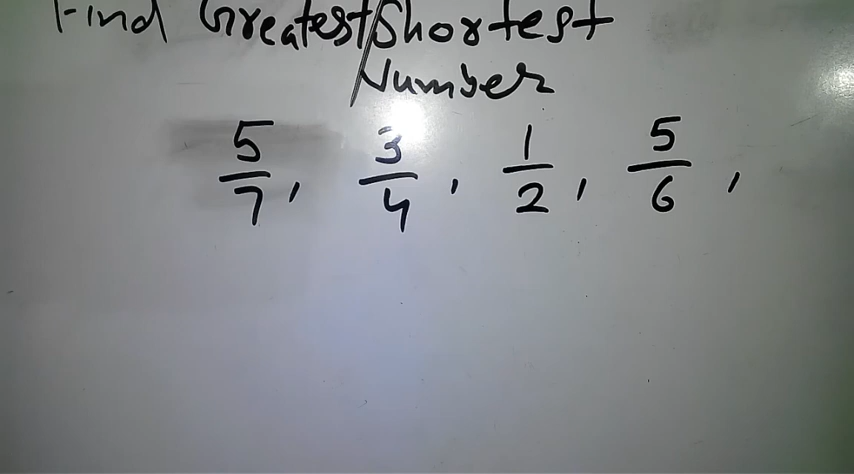 Find Greatest/Shortest
Number
5/7, 3/4, 1/2, 5/6,